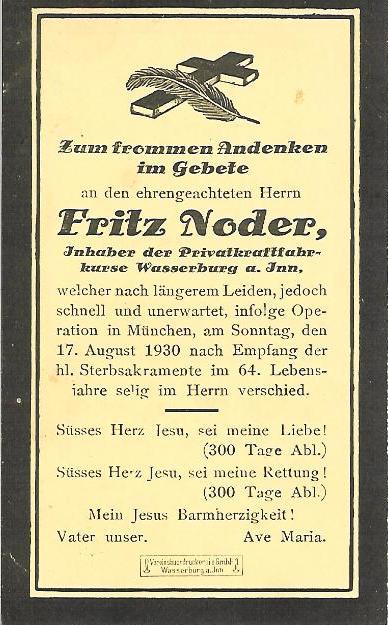 Zum frommen Andenken
im Gebete
an den ehrengeachteten Herrn
Fritz Noder,
Inhaber der Privatkraftfahr-
kurse Wasserburg a. Inn,
welcher nach längerem Leiden, jedoch
schnell und unerwartet, infolge Ope-
ration in München, am Sonntag, den
17. August 1930 nach Empfang der
hl. Sterbsakramente im 64. Lebens-
jahre selig im Herrn verschied.
Süsses Herz Jesu, sei meine Liebe!
(300 Tage Abl.)
Süsses Herz Jesu, sei meine Rettung!
(300 Tage Abl.)
Mein Jesus Barmherzigkeit!
Vater unser. Ave Maria.
Vereinsbuchdruckerei e GmbH
Wasserburg a. Inn